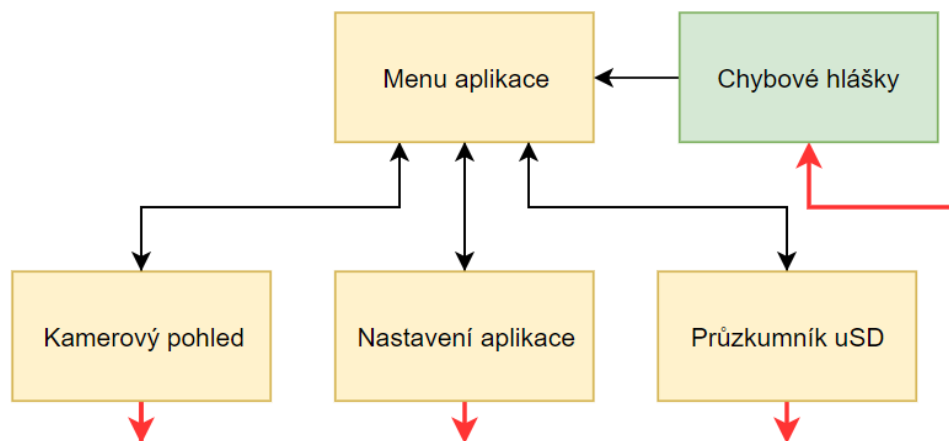 Menu aplikace
Chybové hlášky
Kamerový pohled
Nastavení aplikace
Průzkumník uSD